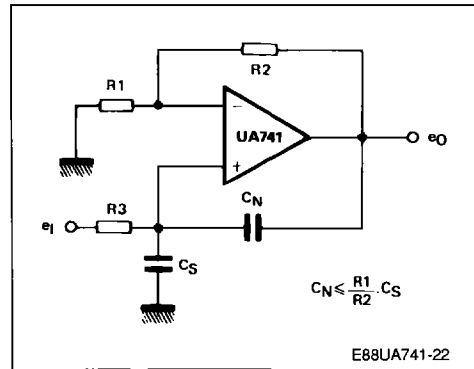 R2
R1
−
UA741
+
eO
CN
R3
eI
CS
CN ≤ R1/R2 . CS
E88UA741-22